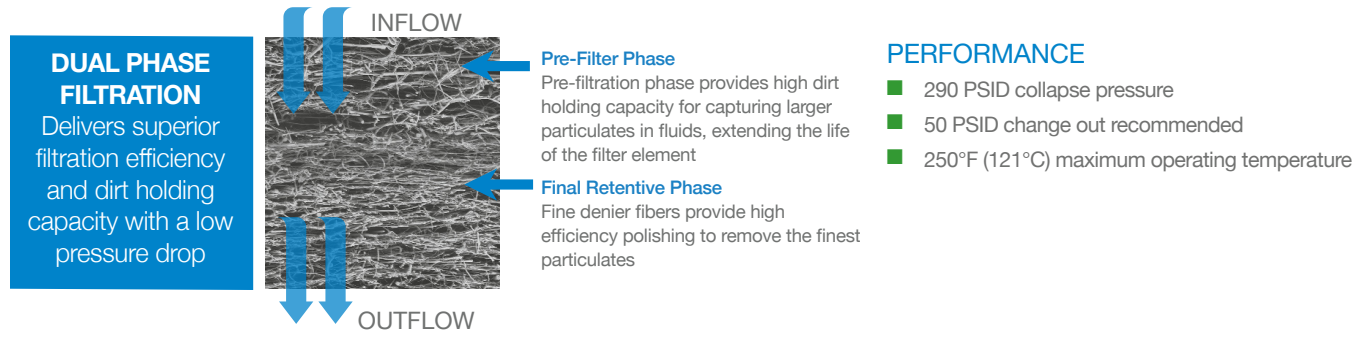 DUAL PHASE
FILTRATION
Delivers superior
filtration efficiency
and dirt holding
capacity with a low
pressure drop
INFLOW
OUTFLOW
Pre-Filter Phase
Pre-filtration phase provides high dirt
holding capacity for capturing larger
particulates in fluids, extending the life
of the filter element
Final Retentive Phase
Fine denier fibers provide high
efficiency polishing to remove the finest
particulates
PERFORMANCE
290 PSID collapse pressure
50 PSID change out recommended
250°F (121°C) maximum operating temperature